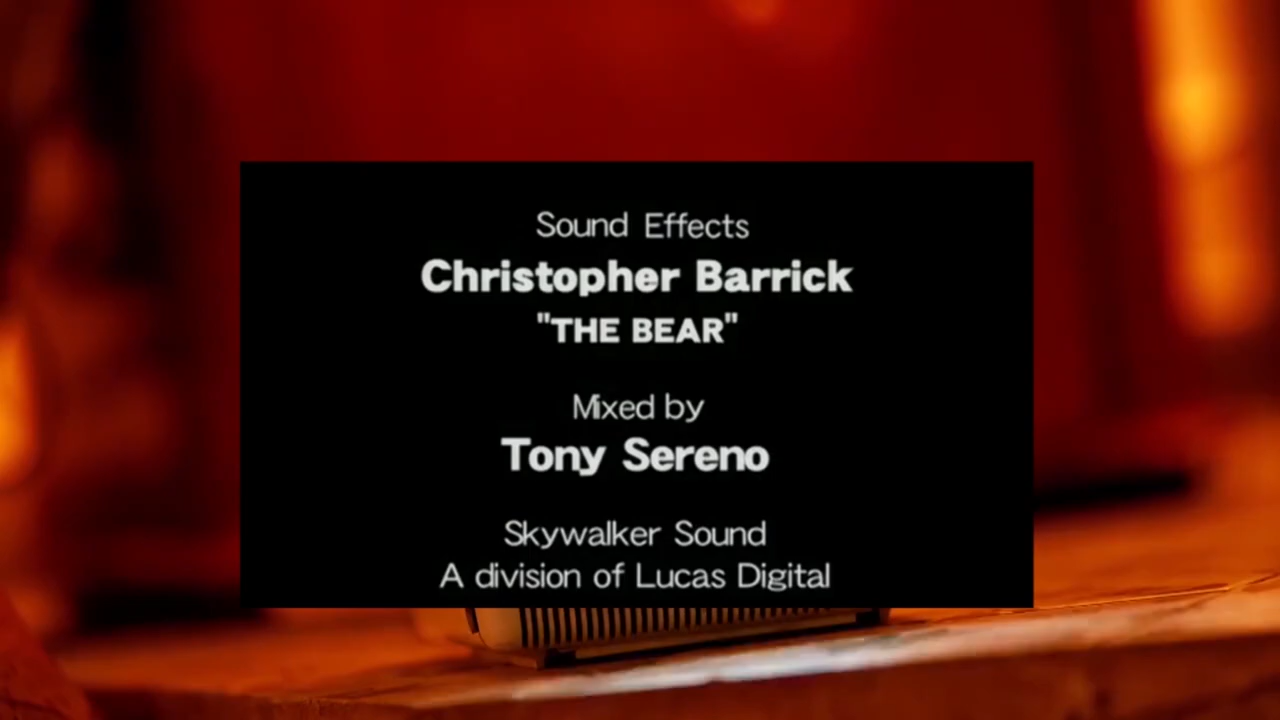 Sound Effects
Christopher Barrick
"THE BEAR"
Mixed by
Tony Sereno
Skywalker Sound
A division of Lucas Digital